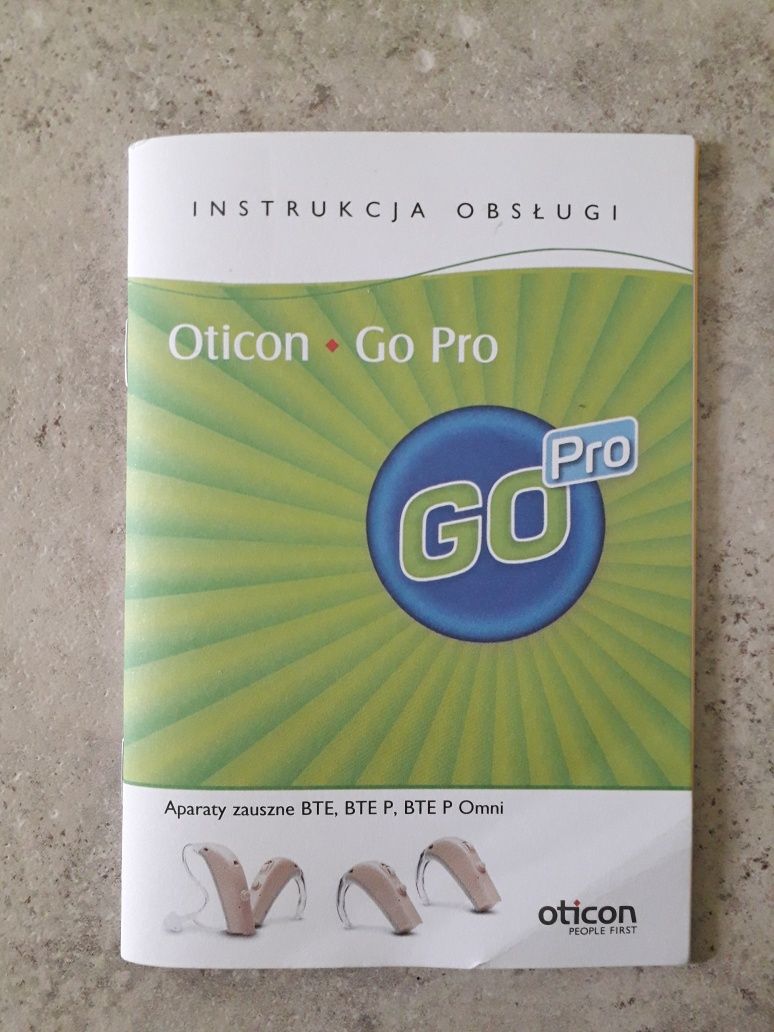 INSTRUKCJA OBSŁUGI
Oticon • Go Pro
GO Pro
Aparaty zauszne BTE, BTE P, BTE P Omni
oticon
PEOPLE FIRST